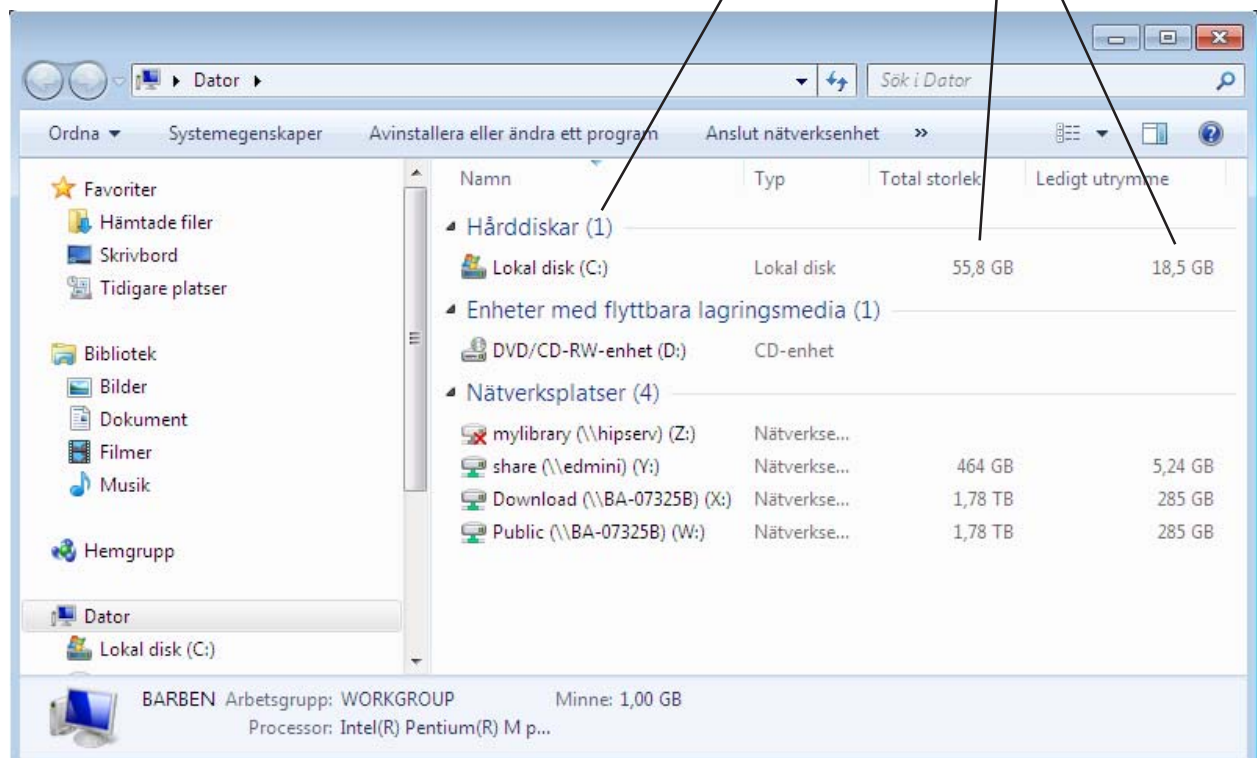 Dator
Sök i Dator
Ordna Systemegenskaper Avinstallera eller ändra ett program Anslut nätverksenhet »
Favoriter
Hämtade filer
Skrivbord
Tidigare platser
Bibliotek
Bilder
Dokument
Filmer
Musik
Hemgrupp
Dator
Lokal disk (C:)
Namn Typ Total storlek Ledigt utrymme
Hårddiskar (1)
Lokal disk (C:) Lokal disk 55,8 GB 18,5 GB
Enheter med flyttbara lagringsmedia (1)
DVD/CD-RW-enhet (D:) CD-enhet
Nätverksplatser (4)
mylibrary (\\hipserv) (Z:) Nätverkse...
share (\\edmini) (Y:) Nätverkse... 464 GB 5,24 GB
Download (\\BA-07325B) (X:) Nätverkse... 1,78 TB 285 GB
Public (\\BA-07325B) (W:) Nätverkse... 1,78 TB 285 GB
BARBEN Arbetsgrupp: WORKGROUP Minne: 1,00 GB
Processor: Intel(R) Pentium(R) M p...